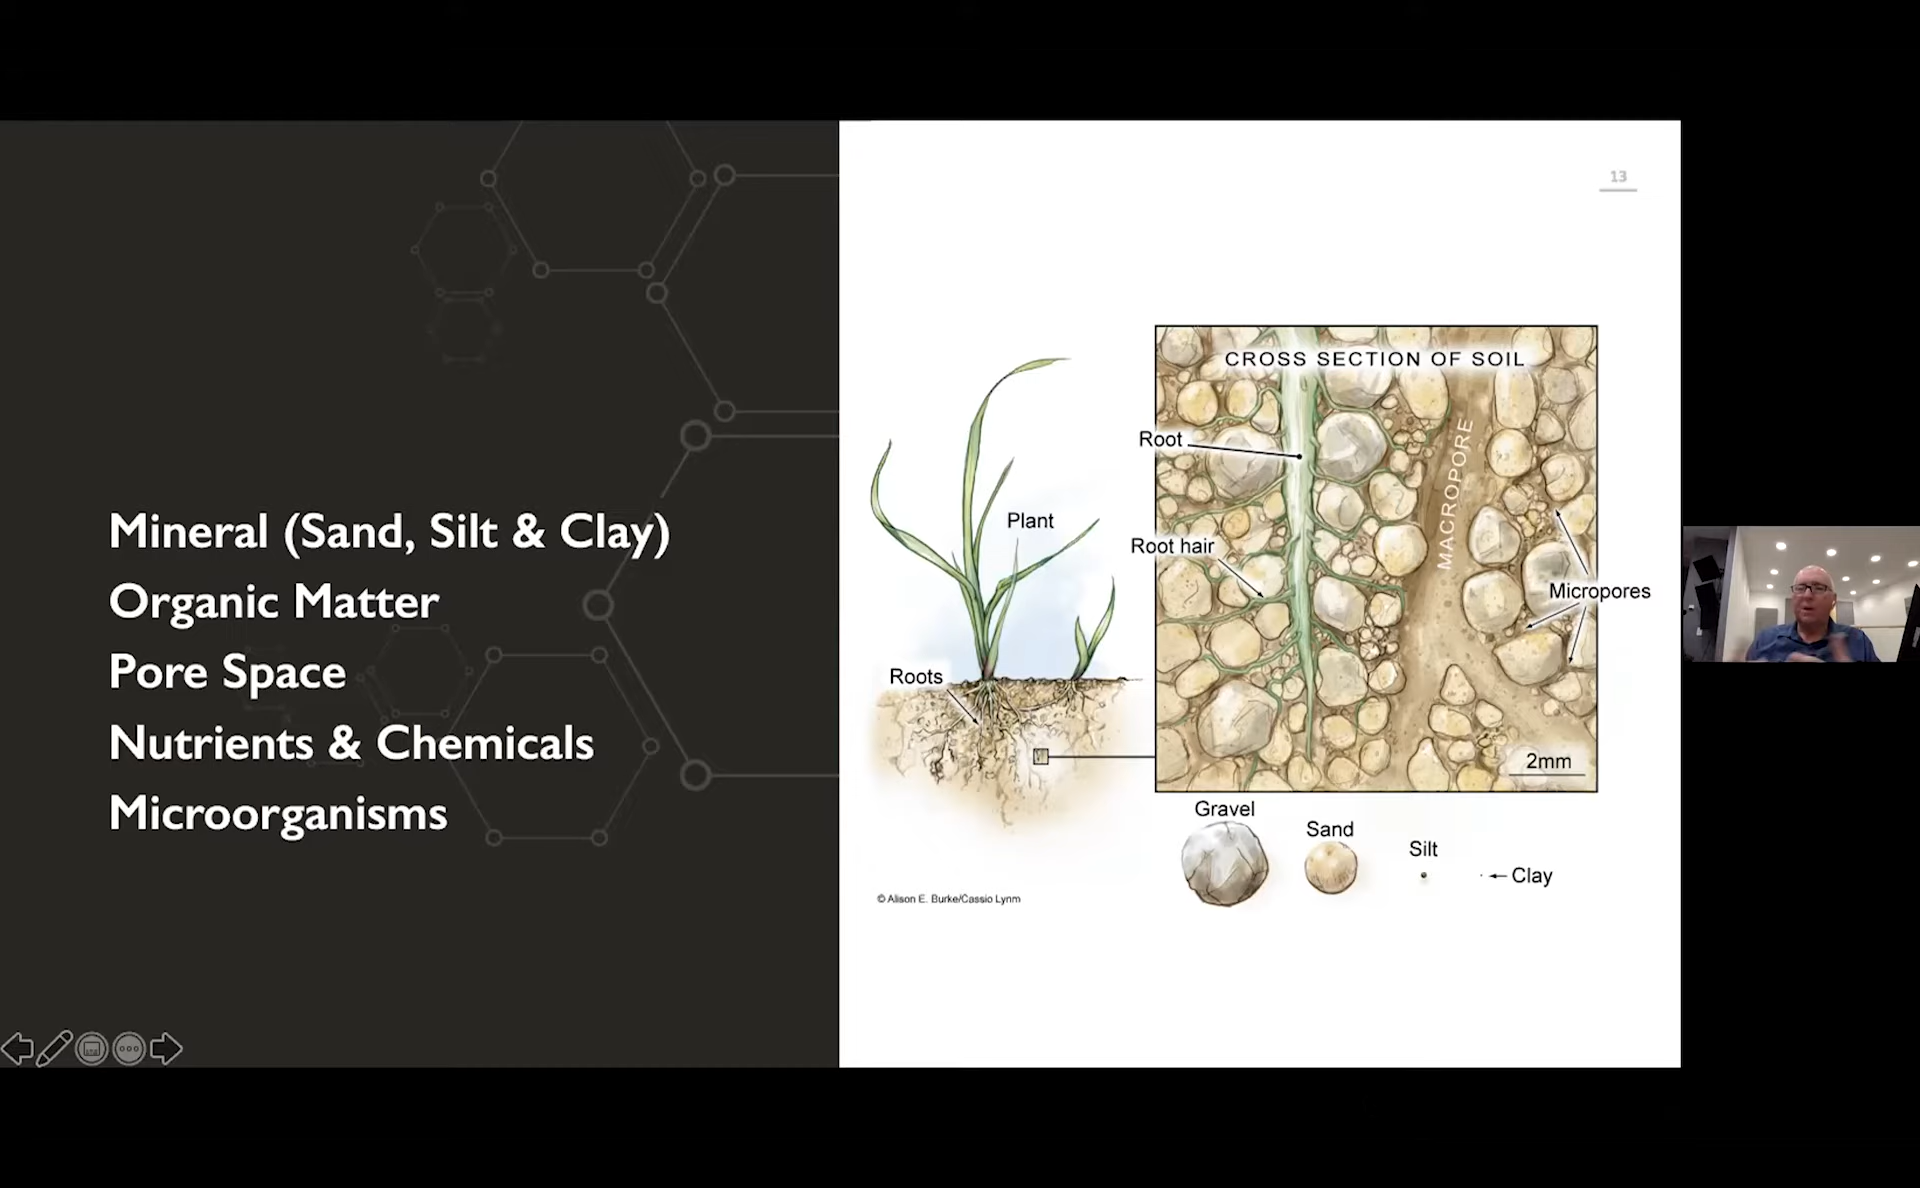 Mineral (Sand, Silt & Clay)
Organic Matter
Pore Space
Nutrients & Chemicals
Microorganisms
13
CROSS SECTION OF SOIL
Root
MACROPORE
Plant
Root hair
Micropores
Roots
2mm
Gravel
Sand
Silt
Clay
© Alison E. Burke/Cassio Lynm